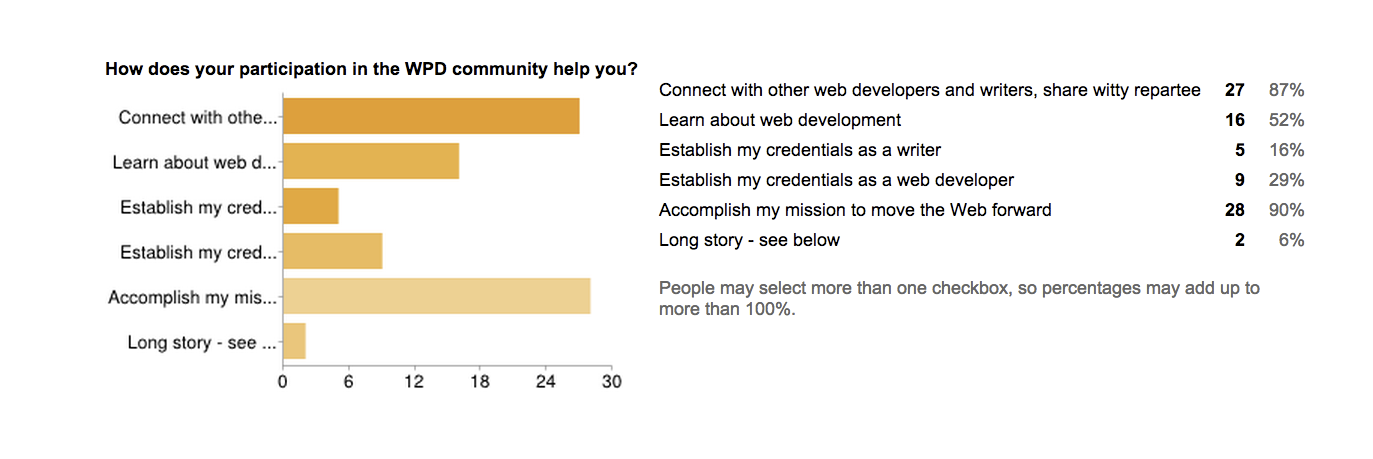 How does your participation in the WPD community help you?
Connect with othe...
Learn about web d...
Establish my cred...
Establish my cred...
Accomplish my mis...
Long story - see ...
0 6 12 18 24 30
Connect with other web developers and writers, share witty repartee 27 87%
Learn about web development 16 52%
Establish my credentials as a writer 5 16%
Establish my credentials as a web developer 9 29%
Accomplish my mission to move the Web forward 28 90%
Long story - see below 2 6%
People may select more than one checkbox, so percentages may add up to
more than 100%.